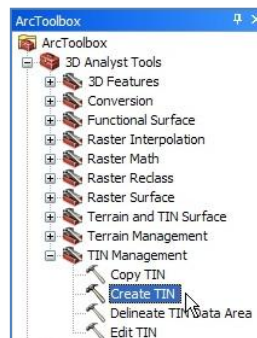 ArcToolbox
ArcToolbox
3D Analyst Tools
3D Features
Conversion
Functional Surface
Raster Interpolation
Raster Math
Raster Reclass
Raster Surface
Terrain and TIN Surface
Terrain Management
TIN Management
Copy TIN
Create TIN
Delineate TIN Data Area
Edit TIN